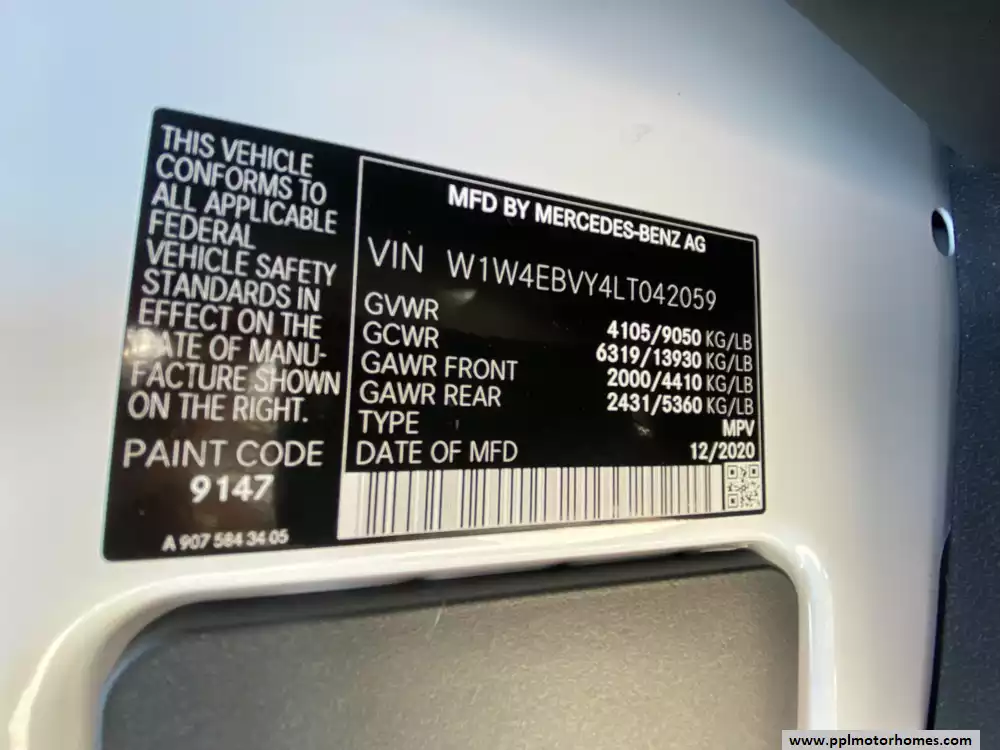 THIS VEHICLE
CONFORMS TO
ALL APPLICABLE
FEDERAL
VEHICLE SAFETY
STANDARDS IN
EFFECT ON THE
DATE OF MANU-
FACTURE SHOWN
ON THE RIGHT.
PAINT CODE
9147
A 907 584 34 05
MFD BY MERCEDES-BENZ AG
VIN W1W4EBVY4LT042059
GVWR 4105/9050 KG/LB
GCWR 6319/13930 KG/LB
GAWR FRONT 2000/4410 KG/LB
GAWR REAR 2431/5360 KG/LB
TYPE MPV
DATE OF MFD 12/2020
www.pplmotorhomes.com